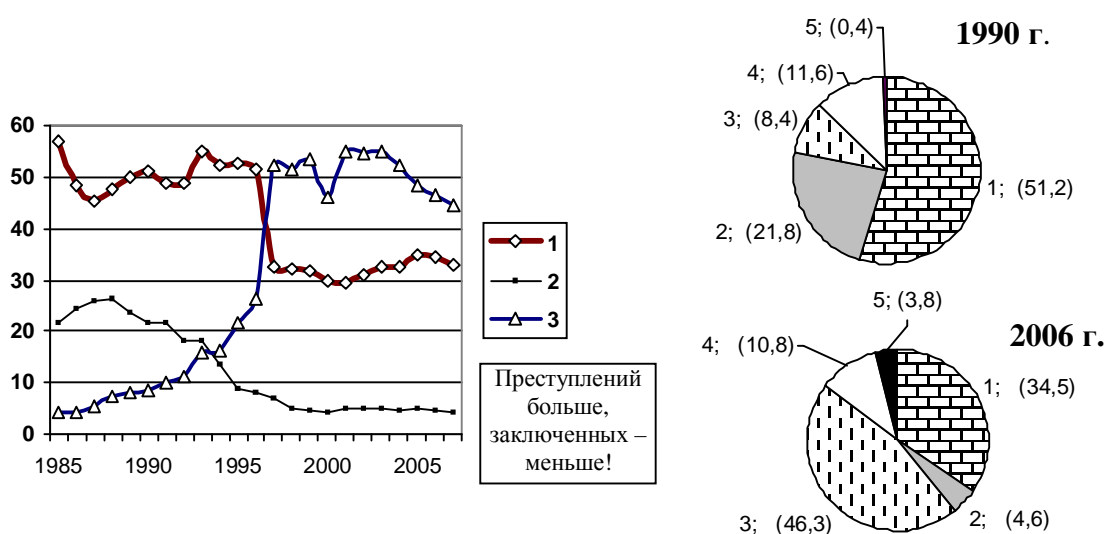 60
50
40
30
20
10
0
1985 1990 1995 2000 2005
1
2
3
Преступлений
больше,
заключенных –
меньше!
1990 г.
5; (0,4)
4; (11,6)
3; (8,4)
2; (21,8)
1; (51,2)
2006 г.
5; (3,8)
4; (10,8)
1; (34,5)
3; (46,3)
2; (4,6)